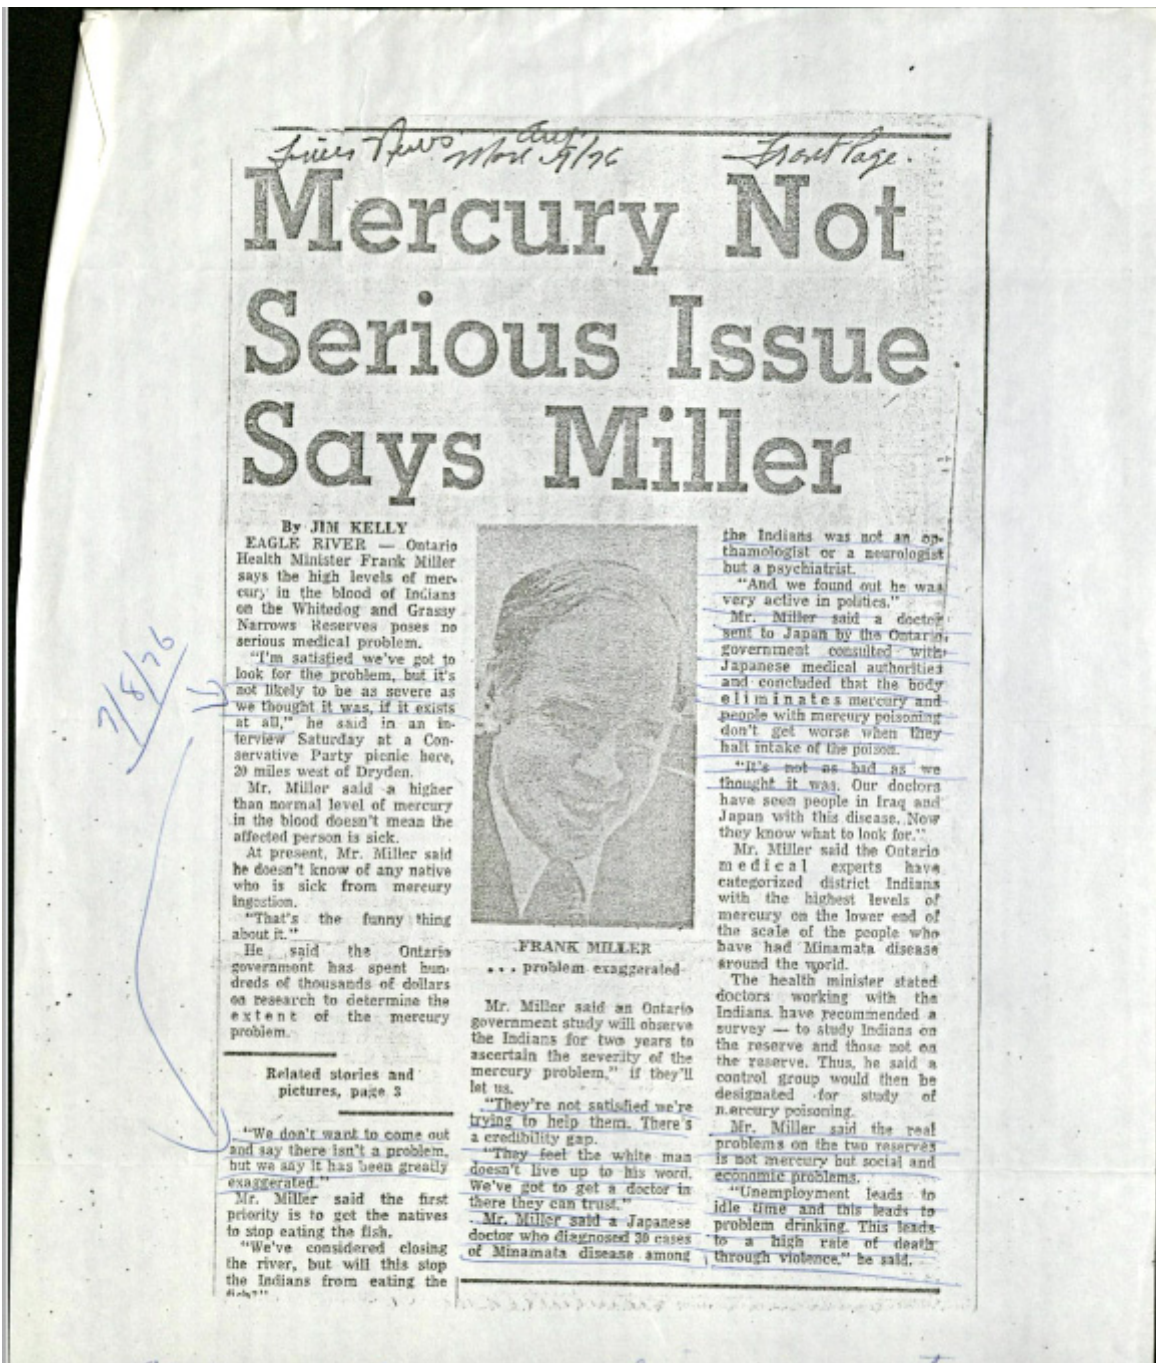 Times News Mon. Aug. 9/76 Front Page.
Mercury Not
Serious Issue
Says Miller
7/8/76
By JIM KELLY
EAGLE RIVER — Ontario
Health Minister Frank Miller
says the high levels of mer-
cury in the blood of Indians
on the Whitedog and Grassy
Narrows Reserves poses no
serious medical problem.
"I'm satisfied we've got to
look for the problem, but it's
not likely to be as severe as
we thought it was, if it exists
at all," he said in an in-
terview Saturday at a Con-
servative Party picnic here,
20 miles west of Dryden.
Mr. Miller said a higher
than normal level of mercury
in the blood doesn't mean the
affected person is sick.
At present, Mr. Miller said
he doesn't know of any native
who is sick from mercury
ingestion.
"That's the funny thing
about it."
He said the Ontario
government has spent hun-
dreds of thousands of dollars
on research to determine the
extent of the mercury
problem.
Related stories and
pictures, page 3
"We don't want to come out
and say there isn't a problem,
but we say it has been greatly
exaggerated."
Mr. Miller said the first
priority is to get the natives
to stop eating the fish.
"We've considered closing
the river, but will this stop
the Indians from eating the
fish?"
FRANK MILLER
... problem exaggerated
Mr. Miller said an Ontario
government study will observe
the Indians for two years to
ascertain the severity of the
mercury problem," if they'll
let us.
"They're not satisfied we're
trying to help them. There's
a credibility gap.
"They feel the white man
doesn't live up to his word.
We've got to get a doctor in
there they can trust."
Mr. Miller said a Japanese
doctor who diagnosed 30 cases
of Minamata disease among
the Indians was not an op-
thamologist or a neurologist
but a psychiatrist.
"And we found out he was
very active in politics."
Mr. Miller said a doctor
sent to Japan by the Ontario
government consulted with
Japanese medical authorities
and concluded that the body
eliminates mercury and
people with mercury poisoning
don't get worse when they
halt intake of the poison.
"It's not as bad as we
thought it was. Our doctors
have seen people in Iraq and
Japan with this disease. Now
they know what to look for."
Mr. Miller said the Ontario
medical experts have
categorized district Indians
with the highest levels of
mercury on the lower end of
the scale of the people who
have had Minamata disease
around the world.
The health minister stated
doctors working with the
Indians have recommended a
survey — to study Indians on
the reserve and those not on
the reserve. Thus, he said a
control group would then be
designated for study of
mercury poisoning.
Mr. Miller said the real
problems on the two reserves
is not mercury but social and
economic problems.
"Unemployment leads to
idle time and this leads to
problem drinking. This leads
to a high rate of death
through violence," he said.